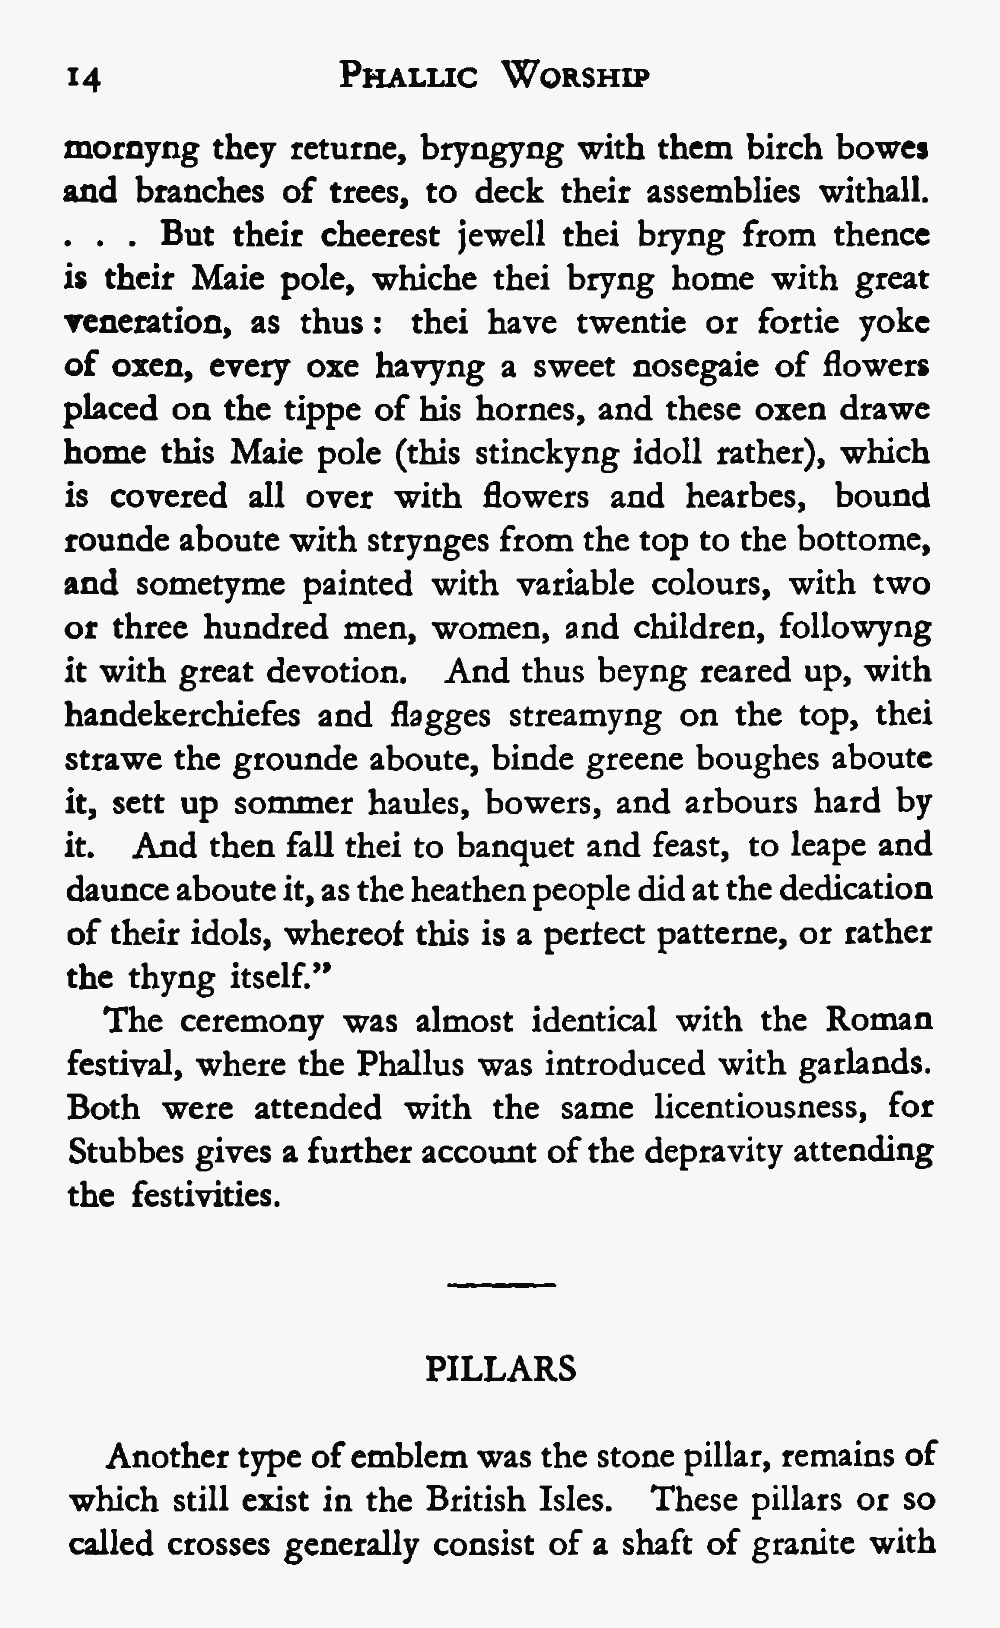 14 Phallic Worship
mornyng they returne, bryngyng with them birch bowes
and branches of trees, to deck their assemblies withall.
. . . But their cheerest jewell thei bryng from thence
is their Maie pole, whiche thei bryng home with great
veneration, as thus : thei have twentie or fortie yoke
of oxen, every oxe havyng a sweet nosegaie of flowers
placed on the tippe of his hornes, and these oxen drawe
home this Maie pole (this stinckyng idoll rather), which
is covered all over with flowers and hearbes, bound
rounde aboute with strynges from the top to the bottome,
and sometyme painted with variable colours, with two
or three hundred men, women, and children, followyng
it with great devotion. And thus beyng reared up, with
handekerchiefes and flagges streamyng on the top, thei
strawe the grounde aboute, binde greene boughes aboute
it, sett up sommer haules, bowers, and arbours hard by
it. And then fall thei to banquet and feast, to leape and
daunce aboute it, as the heathen people did at the dedication
of their idols, whereof this is a perfect patterne, or rather
the thyng itself.”
The ceremony was almost identical with the Roman
festival, where the Phallus was introduced with garlands.
Both were attended with the same licentiousness, for
Stubbes gives a further account of the depravity attending
the festivities.
PILLARS
Another type of emblem was the stone pillar, remains of
which still exist in the British Isles. These pillars or so
called crosses generally consist of a shaft of granite with